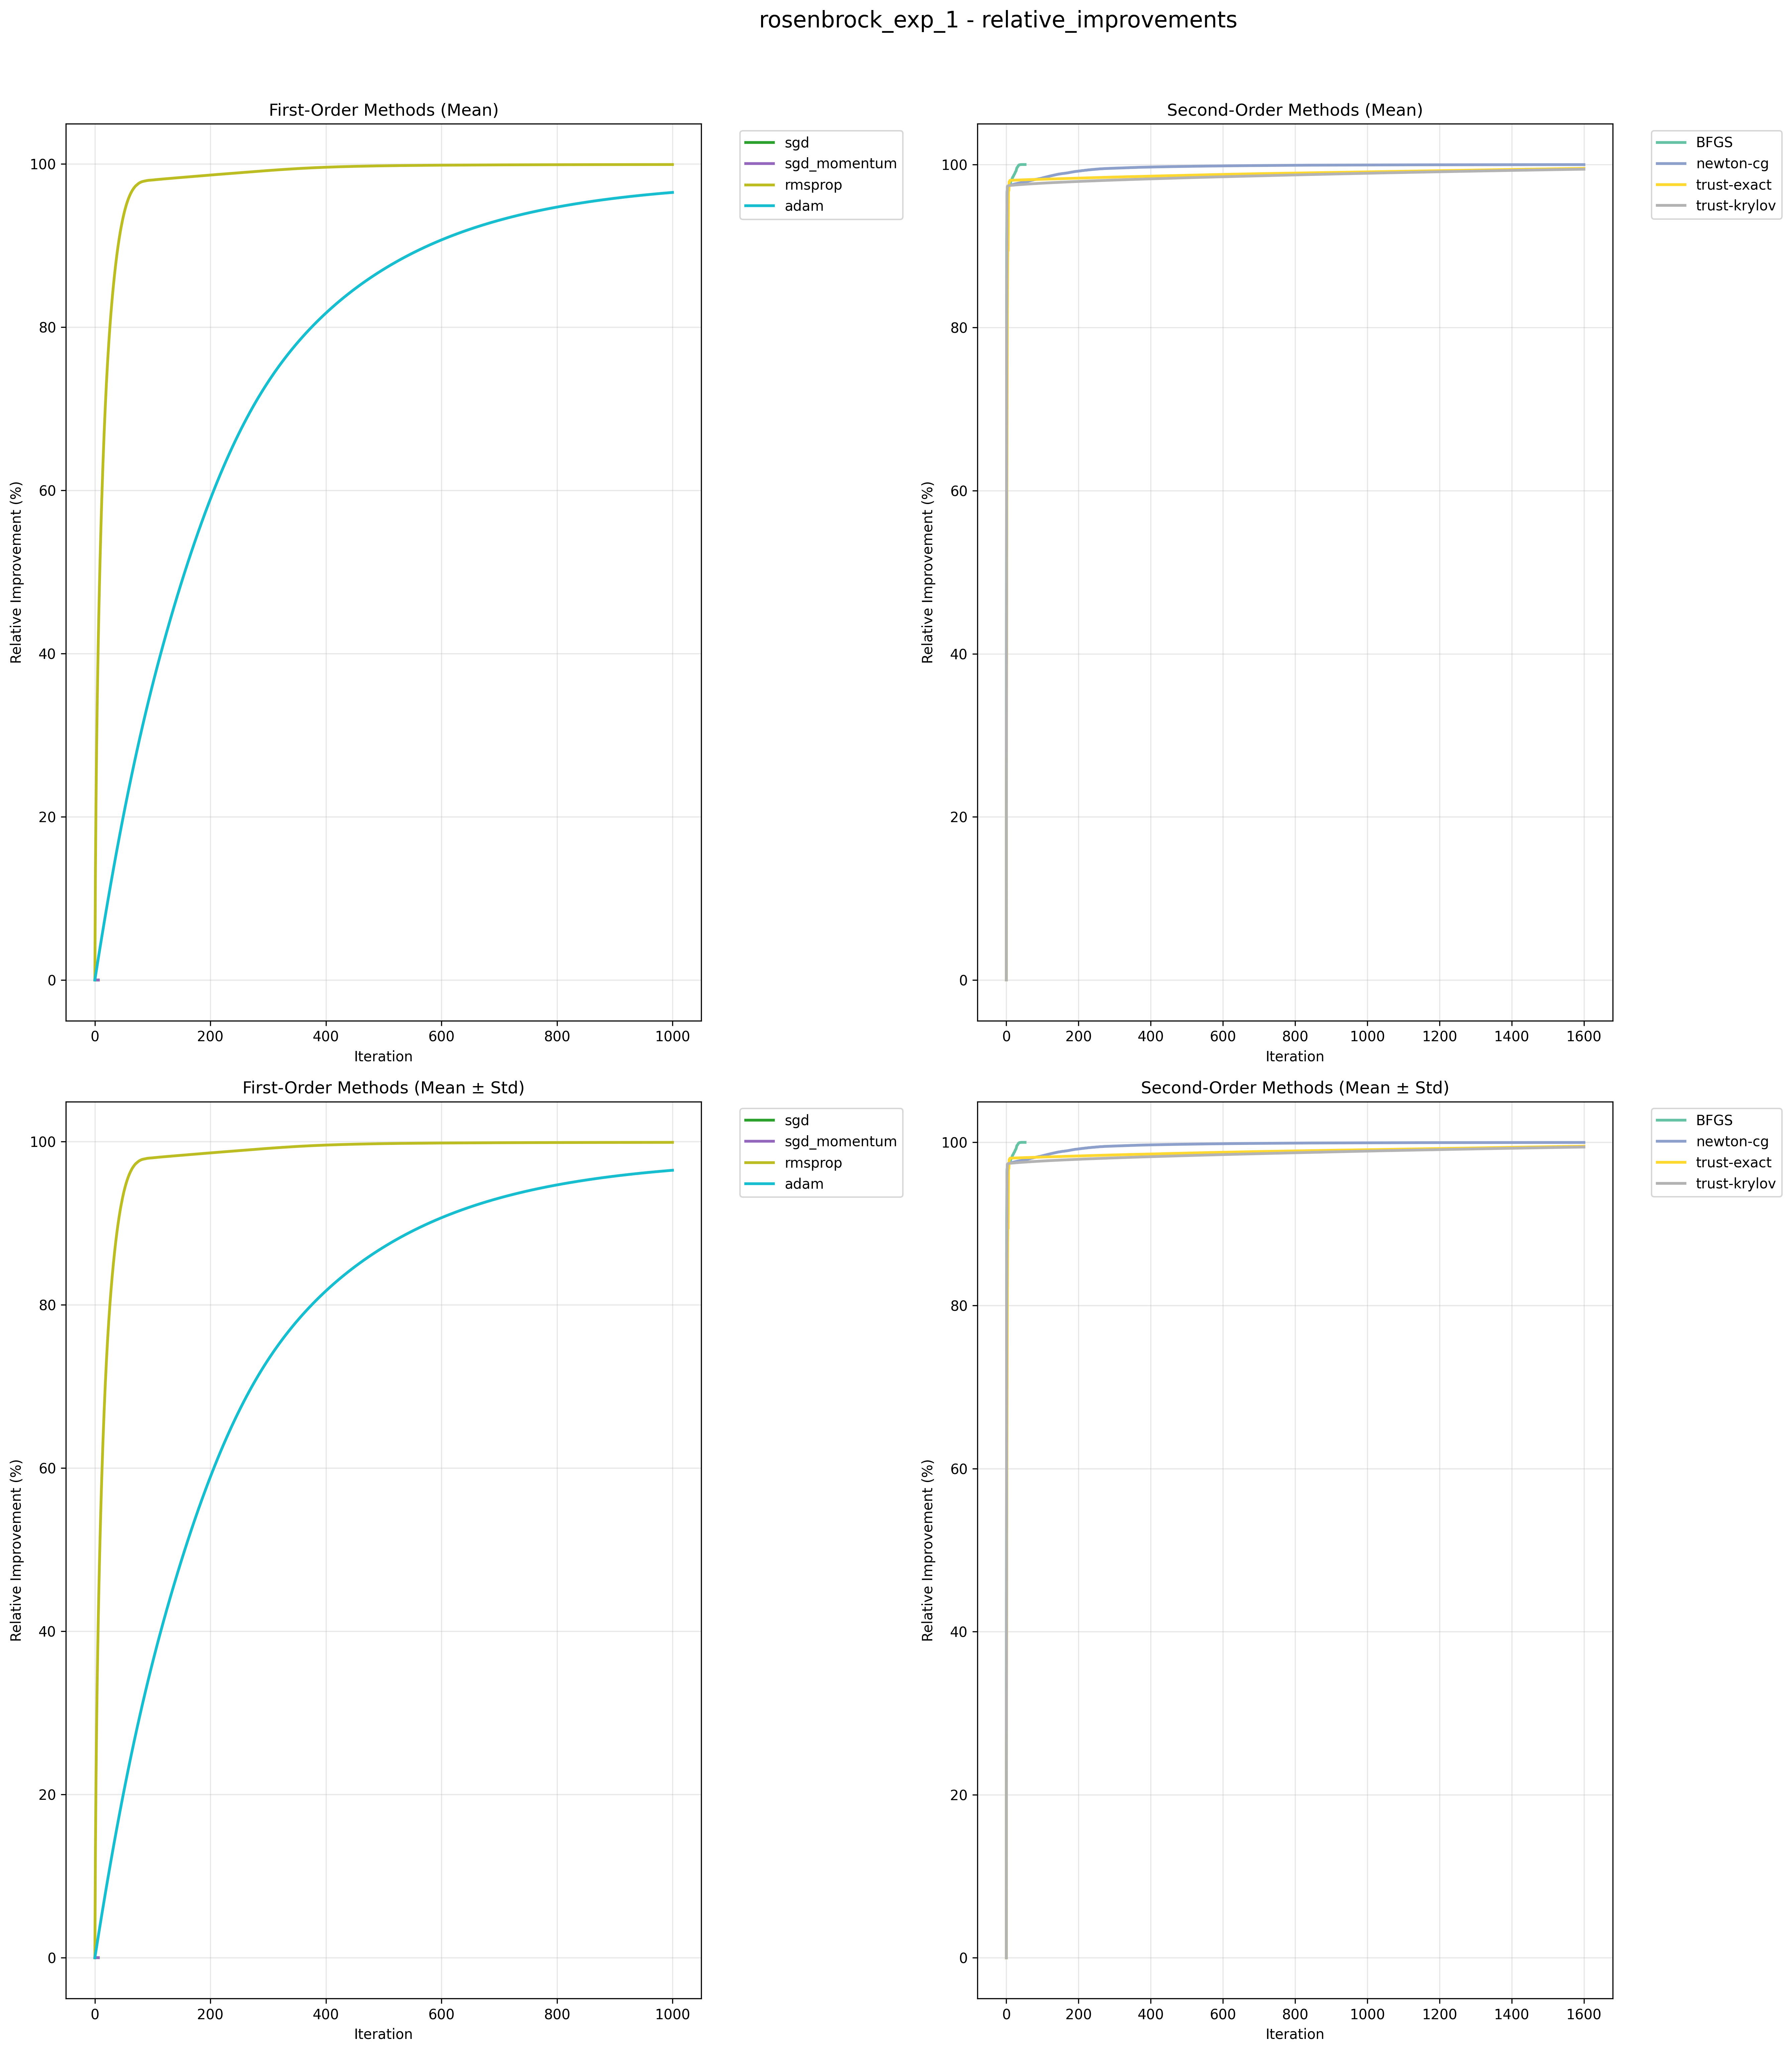 rosenbrock_exp_1 - relative_improvements
First-Order Methods (Mean)
Relative Improvement (%)
100
80
60
40
20
0
0 200 400 600 800 1000
Iteration
sgd
sgd_momentum
rmsprop
adam
Second-Order Methods (Mean)
Relative Improvement (%)
100
80
60
40
20
0
0 200 400 600 800 1000 1200 1400 1600
Iteration
BFGS
newton-cg
trust-exact
trust-krylov
First-Order Methods (Mean ± Std)
Relative Improvement (%)
100
80
60
40
20
0
0 200 400 600 800 1000
Iteration
sgd
sgd_momentum
rmsprop
adam
Second-Order Methods (Mean ± Std)
Relative Improvement (%)
100
80
60
40
20
0
0 200 400 600 800 1000 1200 1400 1600
Iteration
BFGS
newton-cg
trust-exact
trust-krylov